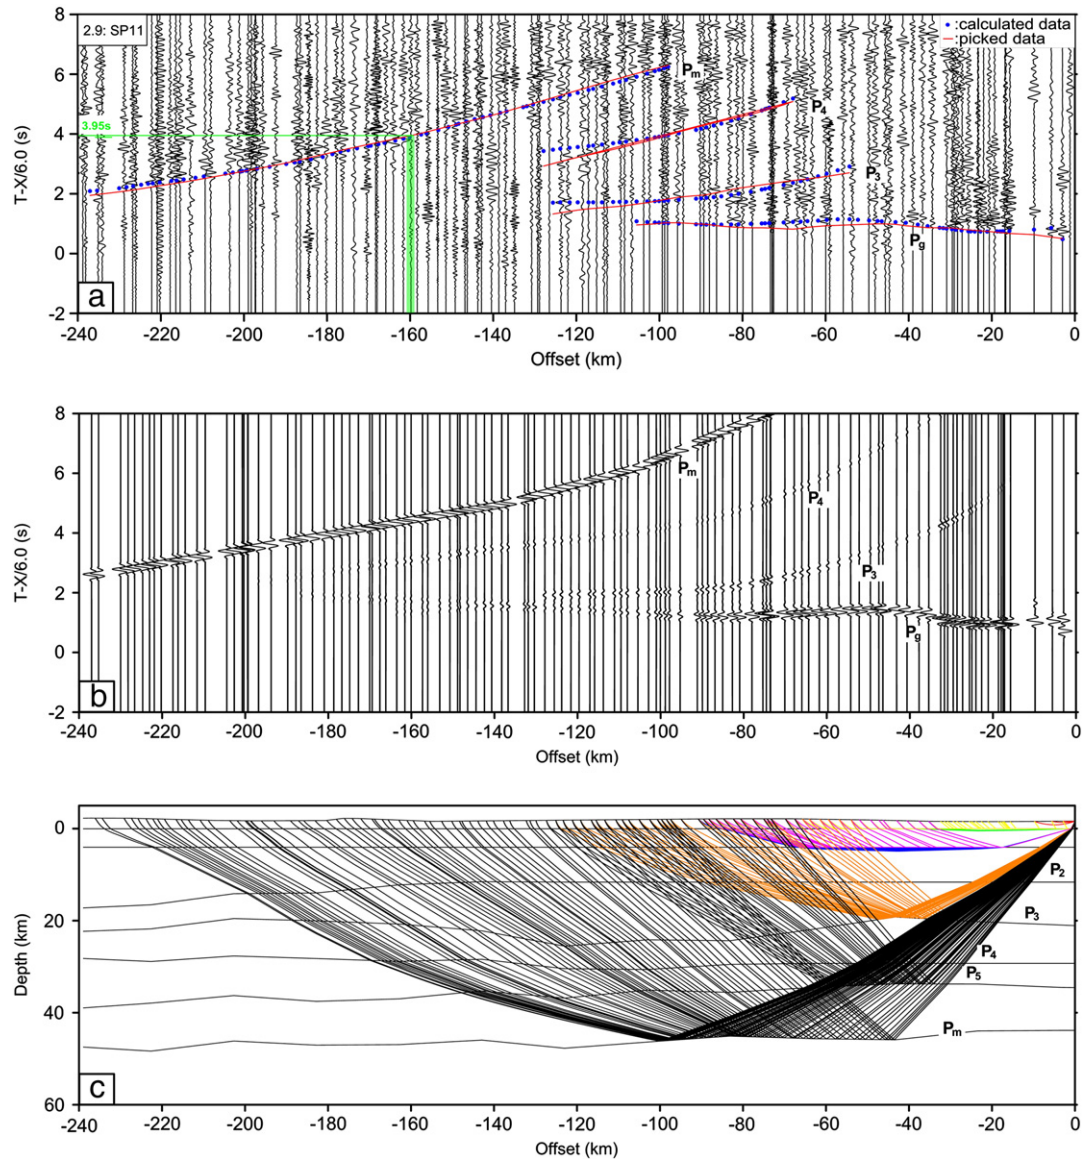 2.9: SP11
:calculated data
:picked data
8
6
4
2
0
-2
T-X/6.0 (s)
3.95s
Pm
P4
P3
Pg
a
-240 -220 -200 -180 -160 -140 -120 -100 -80 -60 -40 -20 0
Offset (km)
8
6
4
2
0
-2
T-X/6.0 (s)
Pm
P4
P3
Pg
b
-240 -220 -200 -180 -160 -140 -120 -100 -80 -60 -40 -20 0
Offset (km)
0
20
40
60
Depth (km)
P2
P3
P4
P5
Pm
c
-240 -220 -200 -180 -160 -140 -120 -100 -80 -60 -40 -20 0
Offset (km)